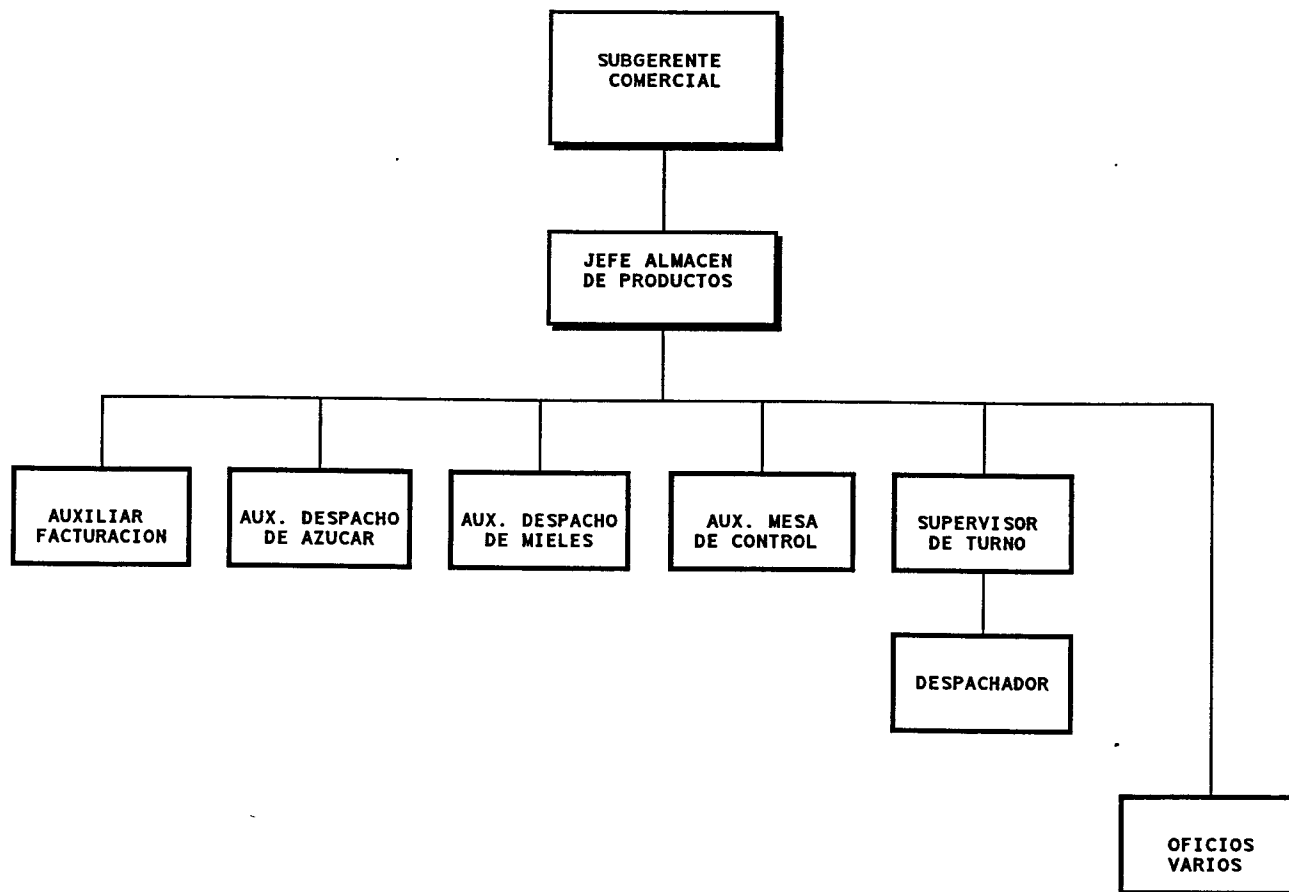 SUBGERENTE
COMERCIAL
JEFE ALMACEN
DE PRODUCTOS
AUXILIAR
FACTURACION
AUX. DESPACHO
DE AZUCAR
AUX. DESPACHO
DE MIELES
AUX. MESA
DE CONTROL
SUPERVISOR
DE TURNO
DESPACHADOR
OFICIOS
VARIOS